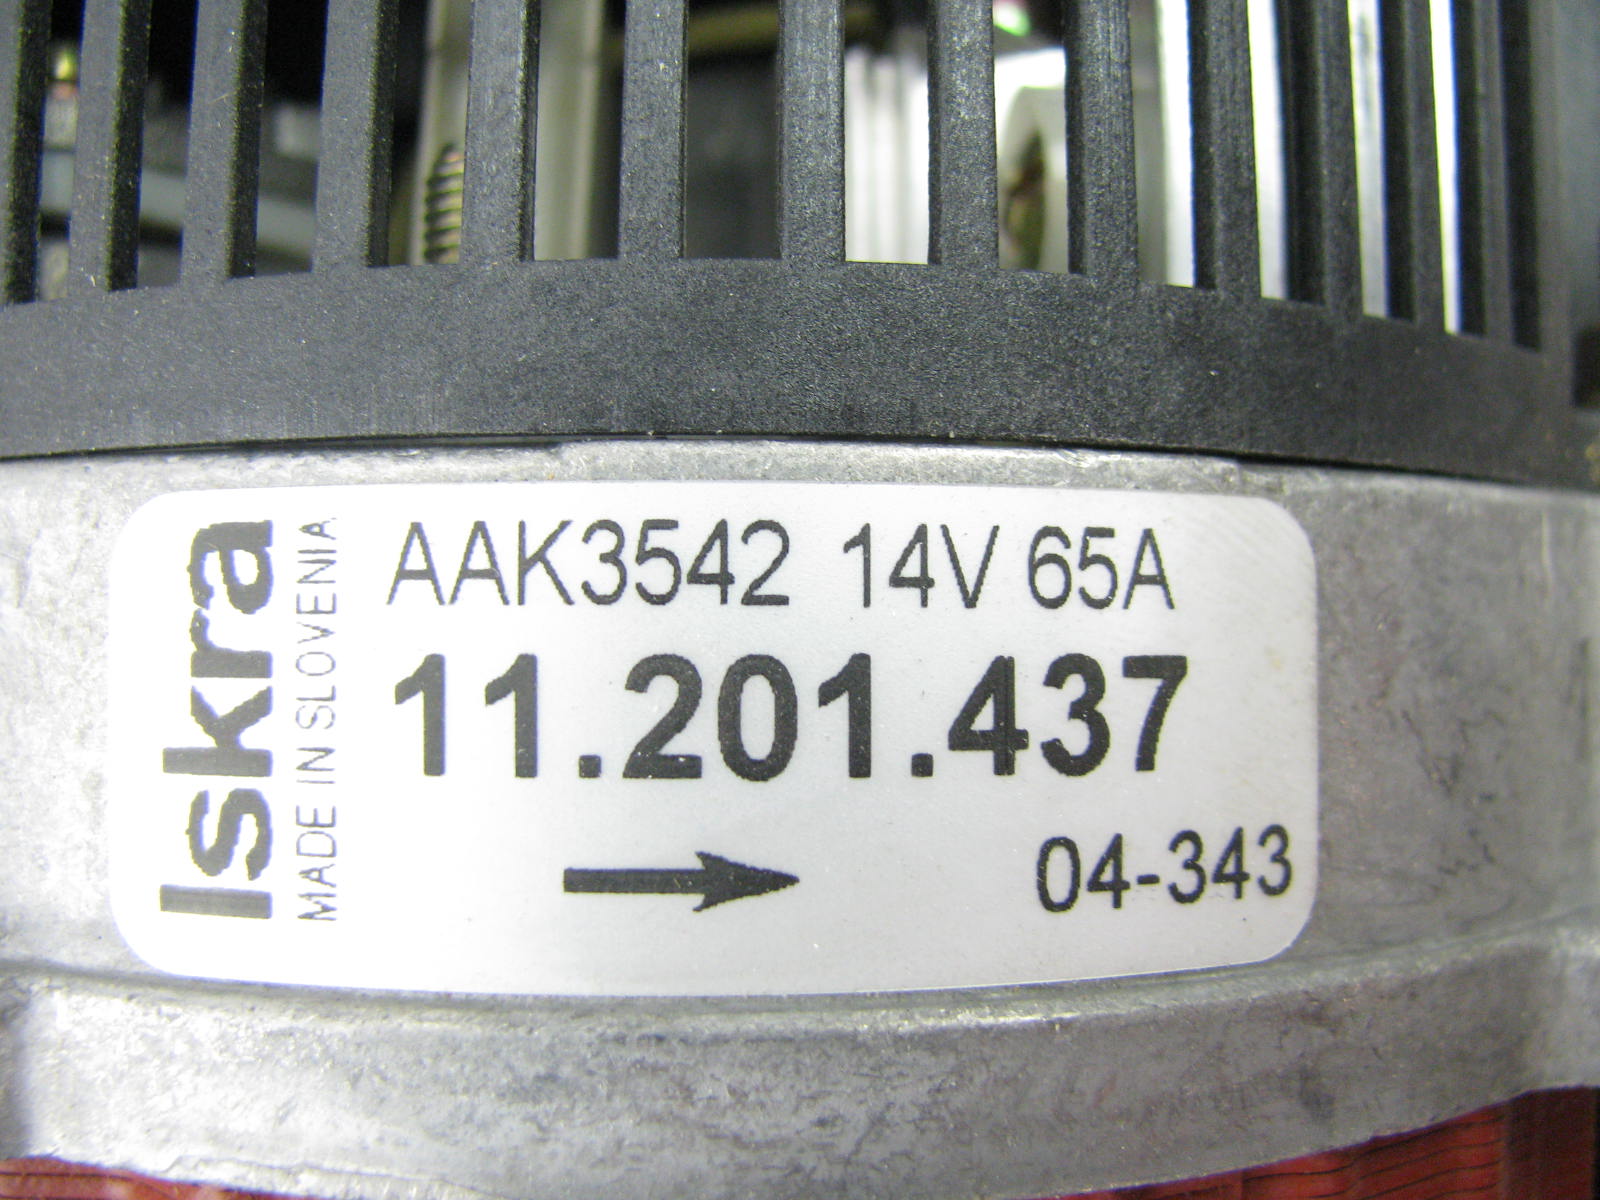 Iskra
MADE IN SLOVENIA
AAK3542 14V 65A
11.201.437
04-343